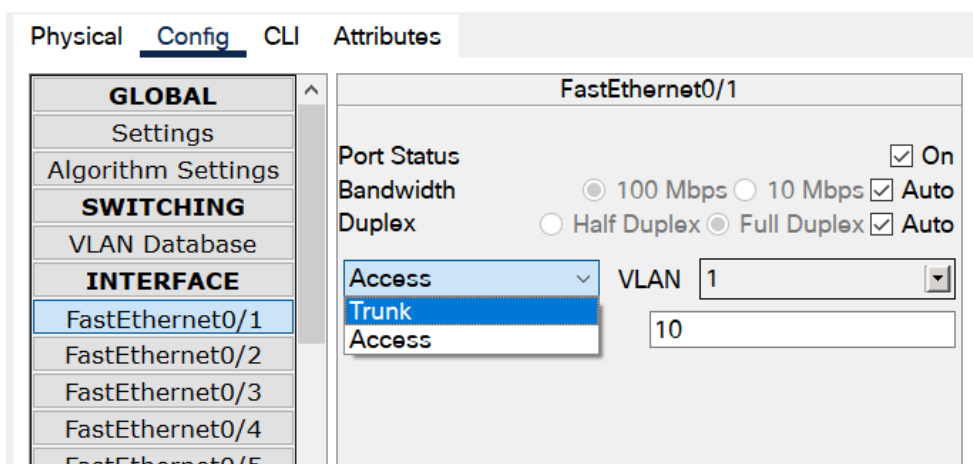 Physical Config CLI Attributes
GLOBAL
Settings
Algorithm Settings
SWITCHING
VLAN Database
INTERFACE
FastEthernet0/1
FastEthernet0/2
FastEthernet0/3
FastEthernet0/4
FastEthernet0/5
FastEthernet0/1
Port Status On
Bandwidth 100 Mbps 10 Mbps Auto
Duplex Half Duplex Full Duplex Auto
Access VLAN 1
Trunk
Access
10